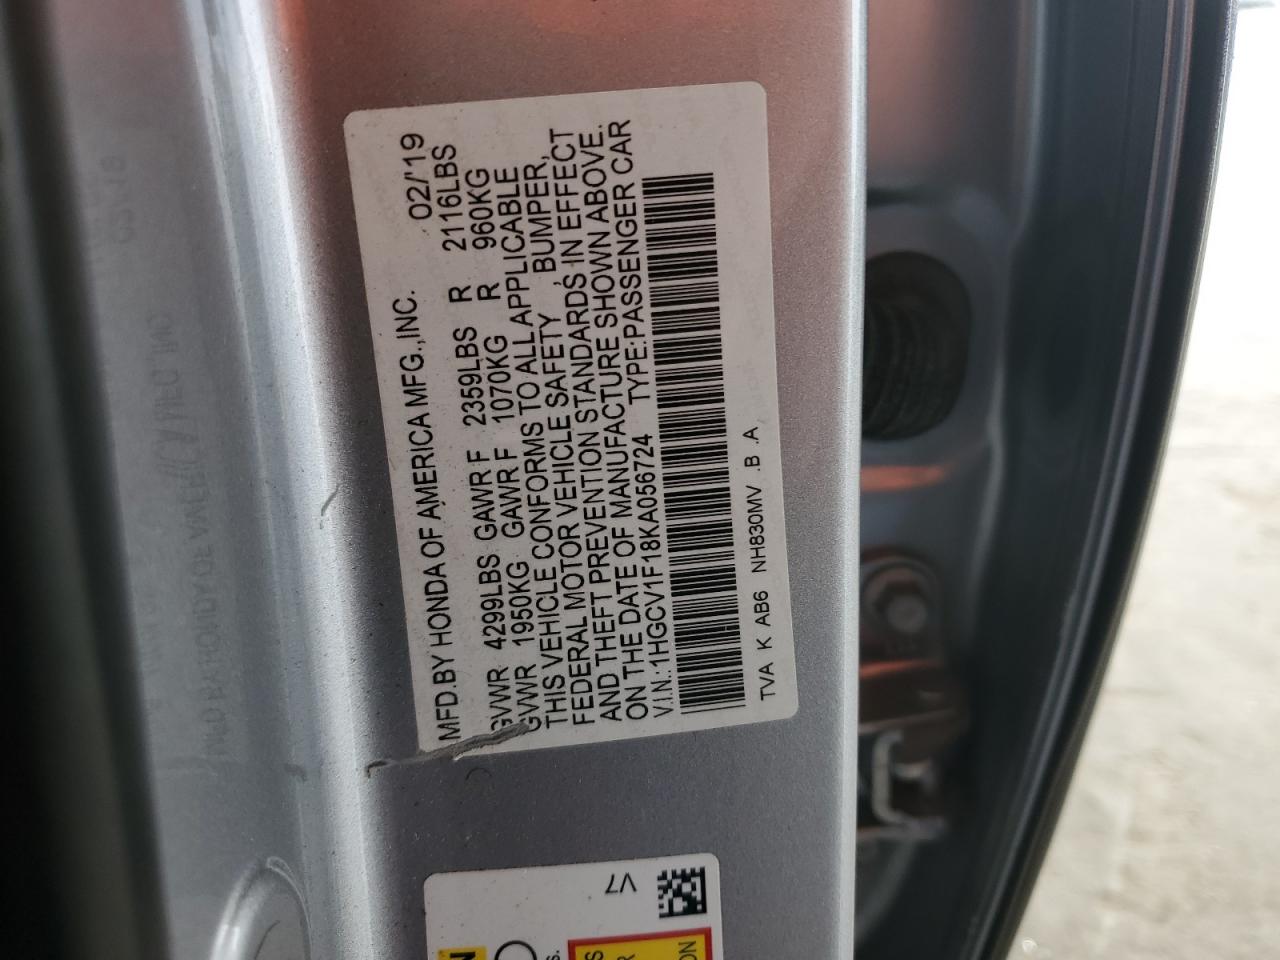 MFD.BY HONDA OF AMERICA MFG.,INC. 02/'19
GVWR 4299LBS GAWR F 2359LBS R 2116LBS
GVWR 1950KG GAWR F 1070KG R 960KG
THIS VEHICLE CONFORMS TO ALL APPLICABLE
FEDERAL MOTOR VEHICLE SAFETY, BUMPER,
AND THEFT PREVENTION STANDARDS IN EFFECT
ON THE DATE OF MANUFACTURE SHOWN ABOVE.
V.I.N.:1HGCV1F18KA056724 TYPE:PASSENGER CAR
TVA K AB6 NH830MV .B .A
V7